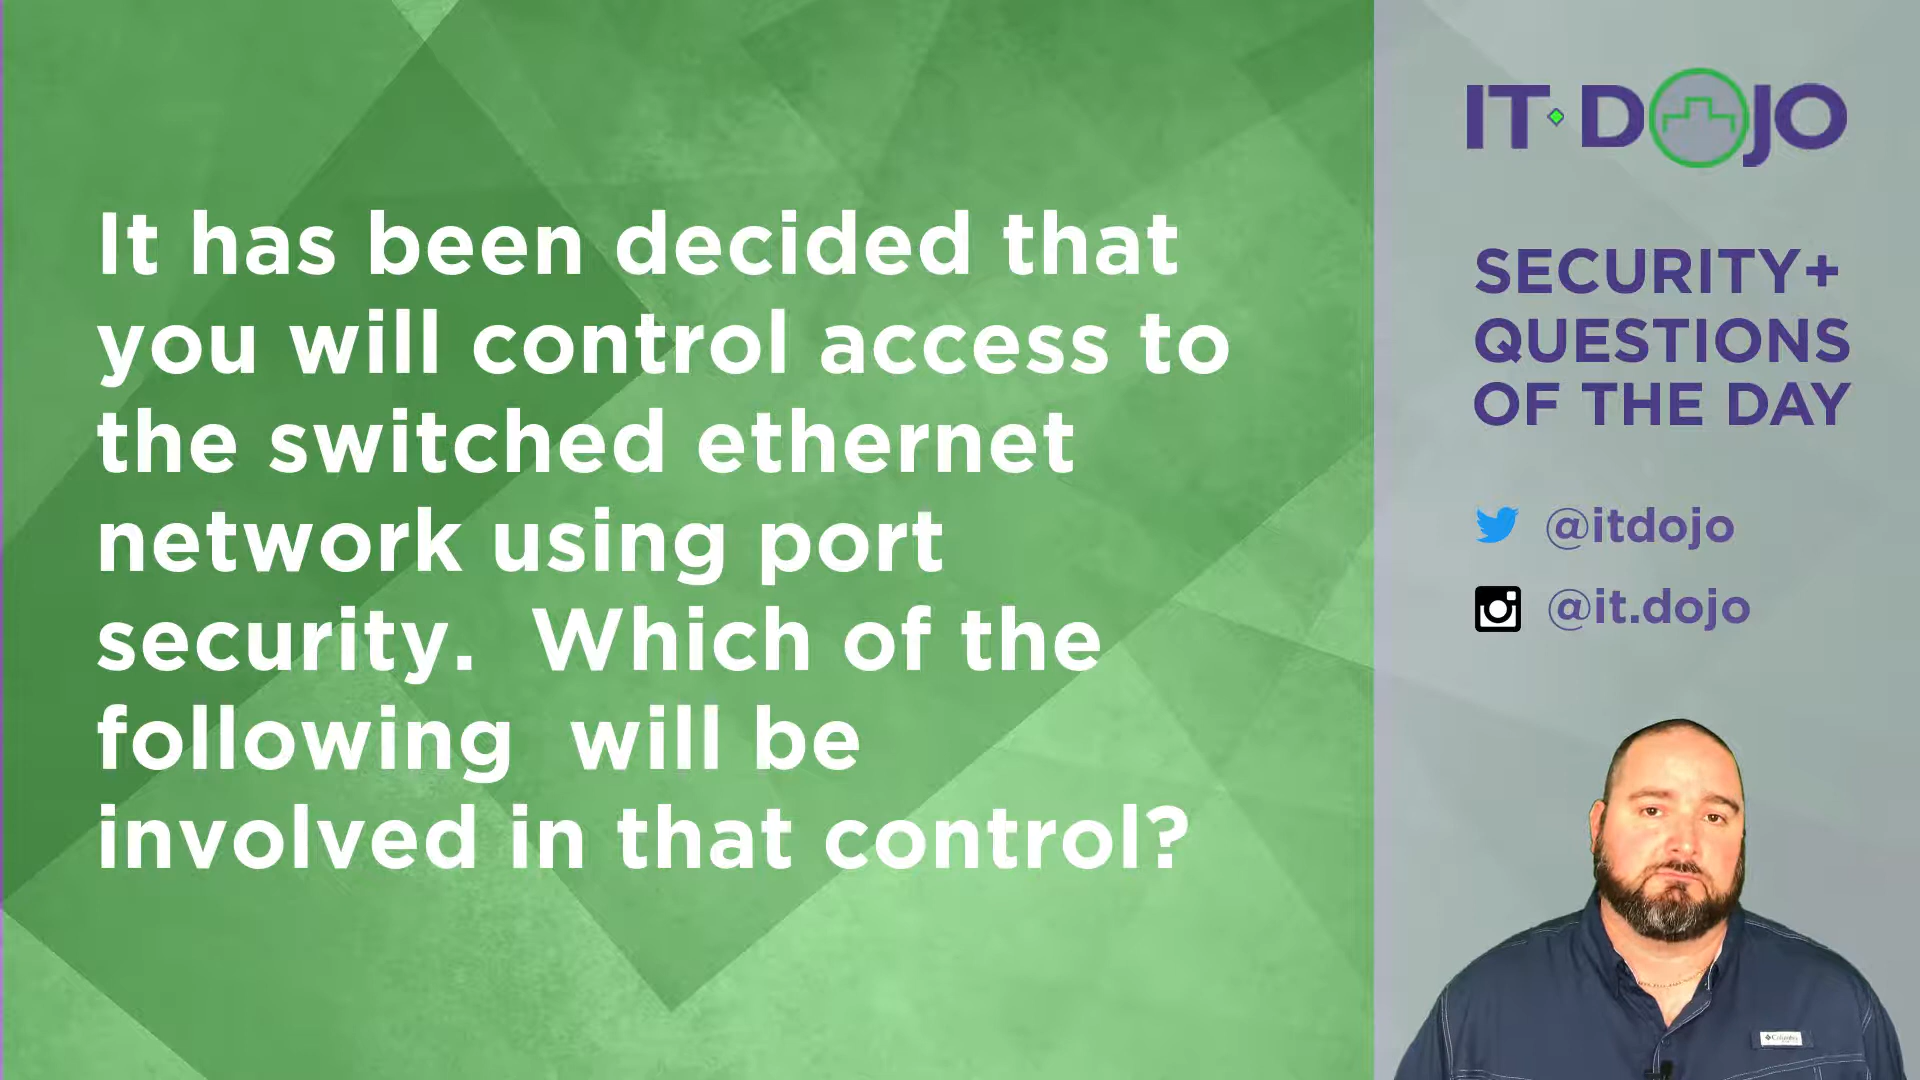 It has been decided that
you will control access to
the switched ethernet
network using port
security.  Which of the
following  will be
involved in that control?
IT DOJO
SECURITY+
QUESTIONS
OF THE DAY
@itdojo
@it.dojo
Columbia